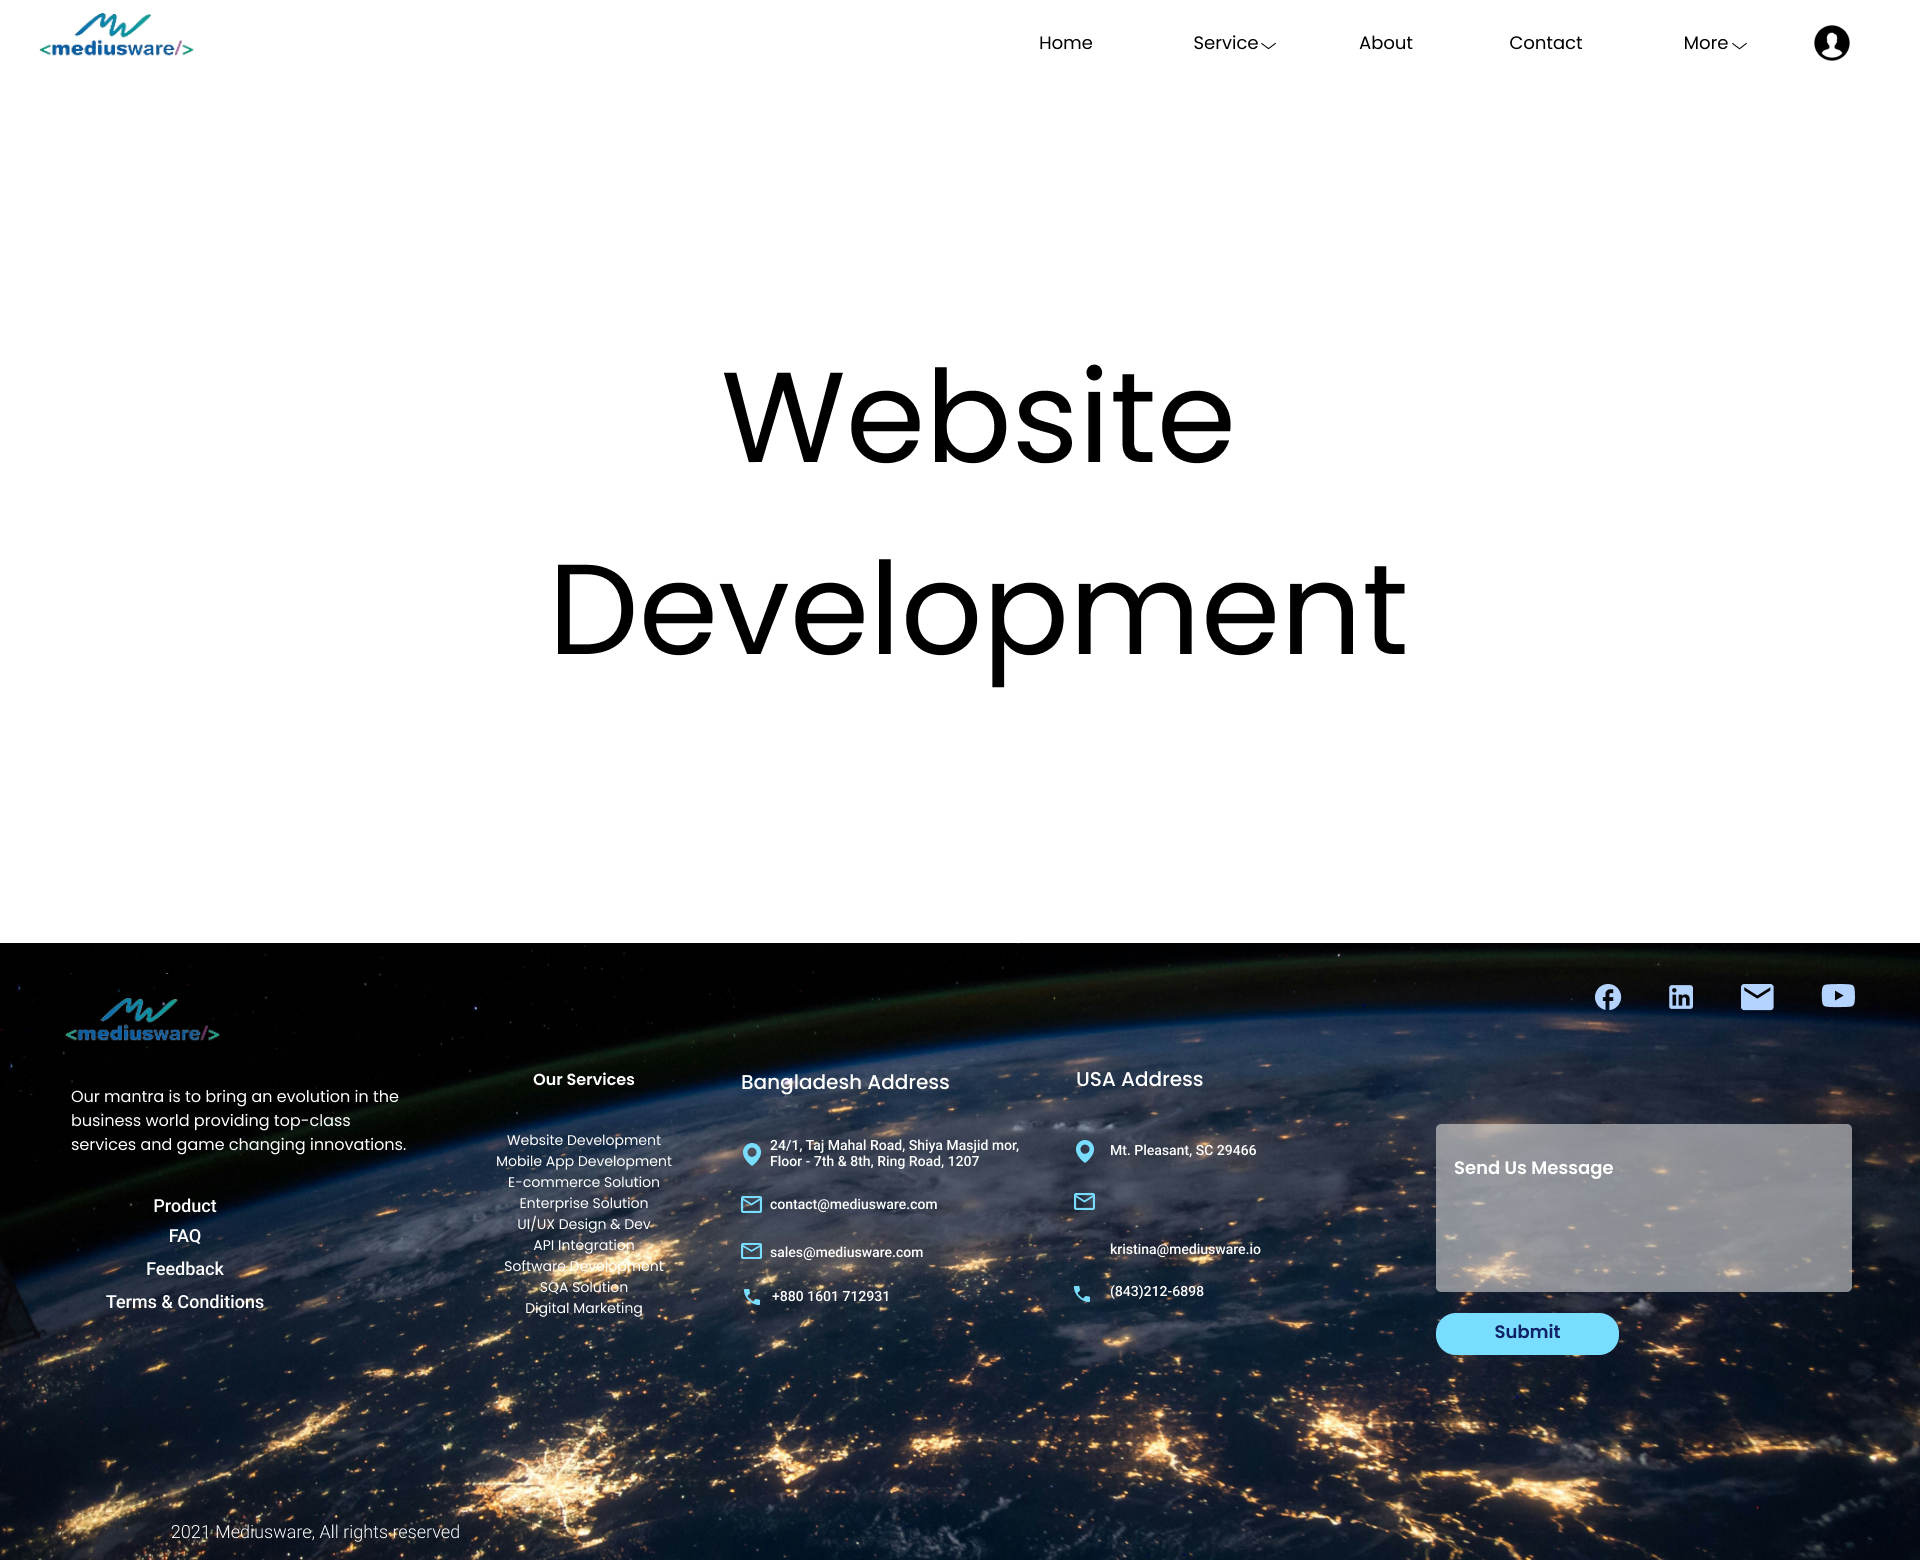 <mediusware/>
Home
Service
About
Contact
More
Website
Development
<mediusware/>
Our mantra is to bring an evolution in the
business world providing top-class
services and game changing innovations.
Product
FAQ
Feedback
Terms & Conditions
Our Services
Website Development
Mobile App Development
E-commerce Solution
Enterprise Solution
UI/UX Design & Dev
API Integration
Software Development
SQA Solution
Digital Marketing
Bangladesh Address
24/1, Taj Mahal Road, Shiya Masjid mor,
Floor - 7th & 8th, Ring Road, 1207
contact@mediusware.com
sales@mediusware.com
+880 1601 712931
USA Address
Mt. Pleasant, SC 29466
kristina@mediusware.io
(843)212-6898
Send Us Message
Submit
2021 Mediusware, All rights reserved